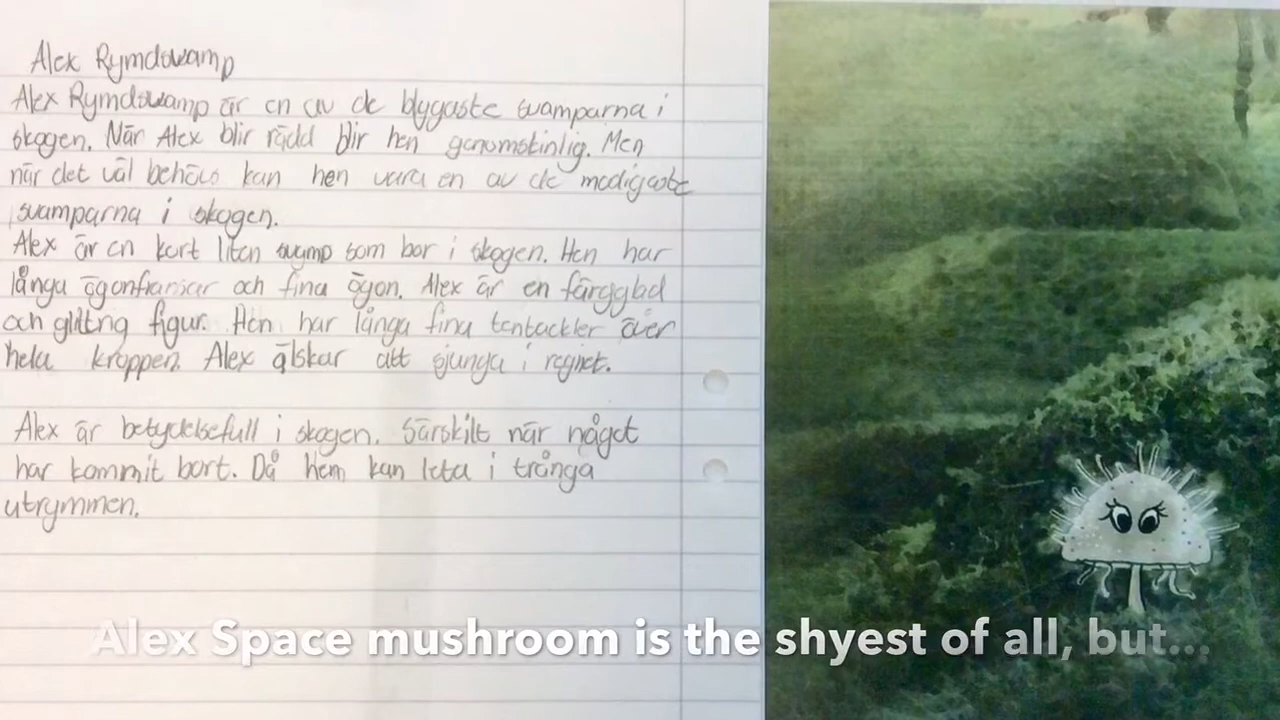 Alex Rymdsvamp
Alex Rymdsvamp är en av de blygaste svamparna i
skogen. När Alex blir rädd blir hen genomskinlig. Men
när det väl behövs kan hen vara en av de modigaste
svamparna i skogen.
Alex är en kort liten svamp som bor i skogen. Hen har
långa ögonfransar och fina ögon. Alex är en färgglad
och glittrig figur. Hen har långa fina tentackler över
hela kroppen. Alex älskar att sjunga i regnet.
Alex är betydelsefull i skogen. Särskilt när något
har kommit bort. Då hem kan leta i trånga
utrymmen.
Alex Space mushroom is the shyest of all, but...